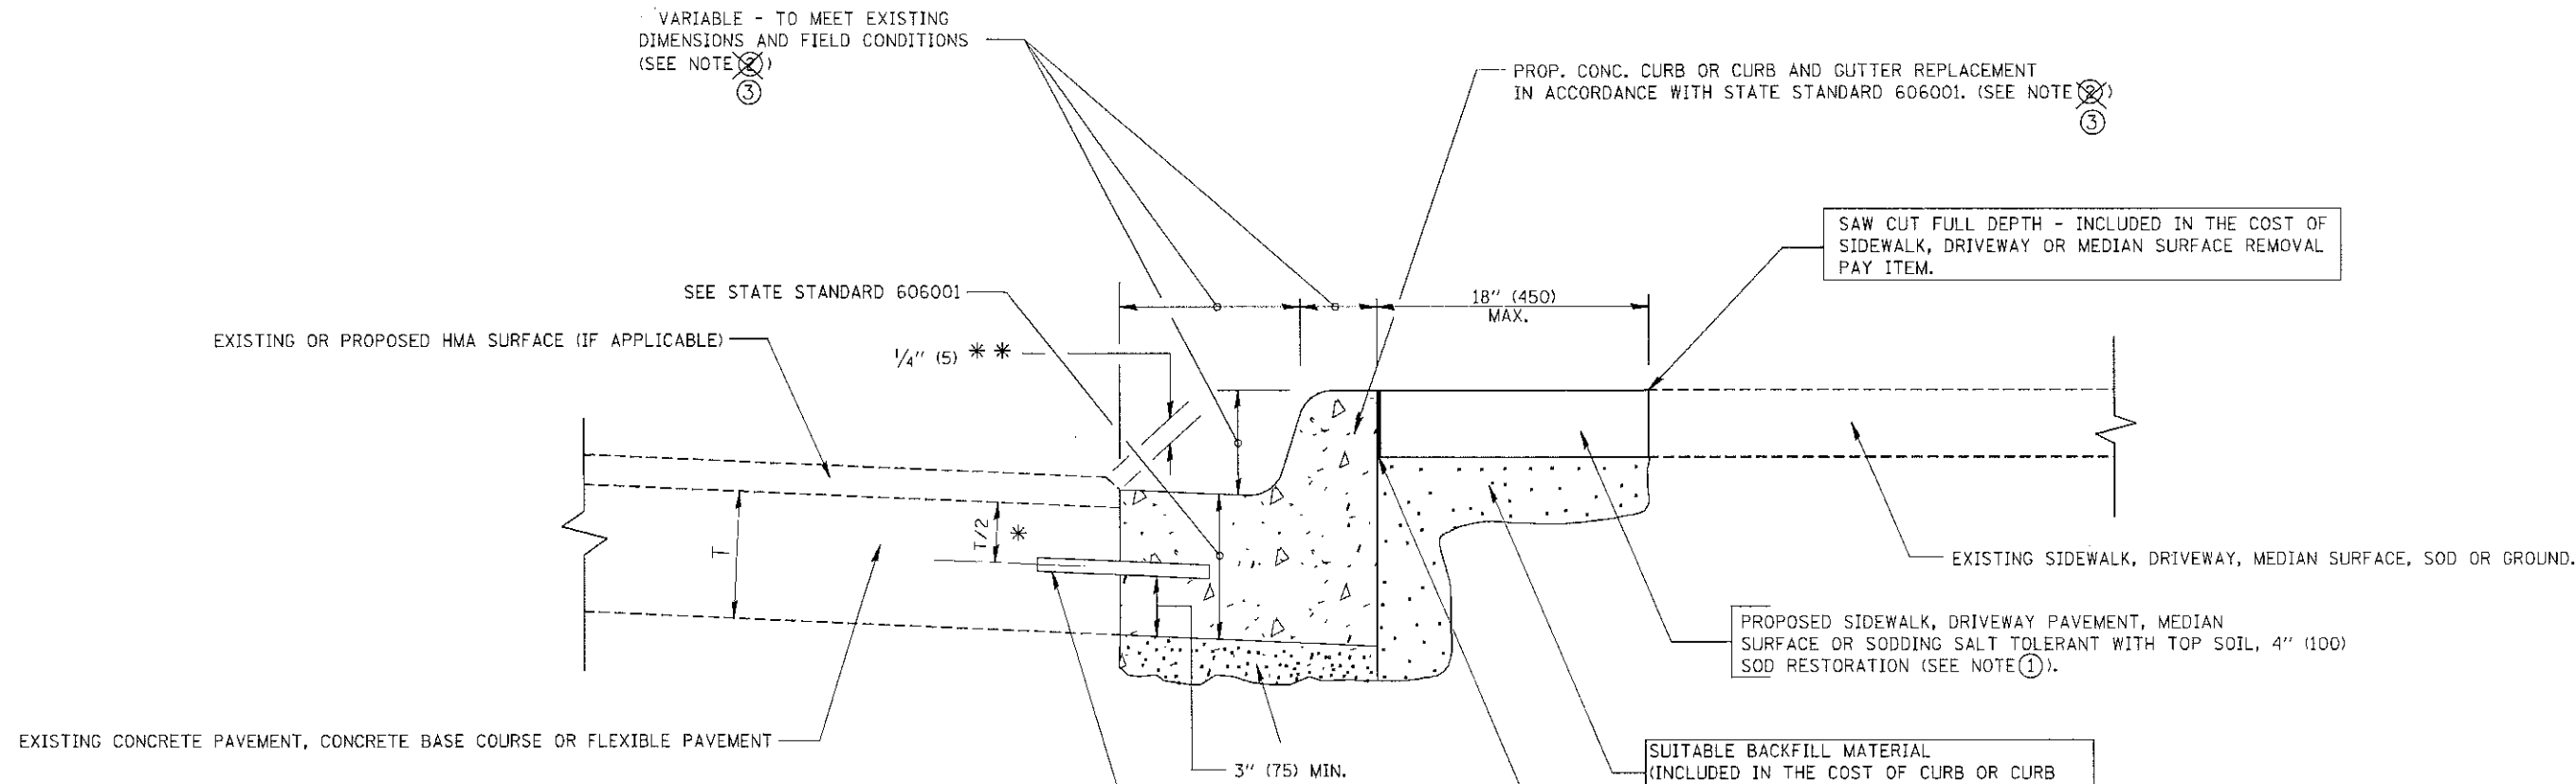 VARIABLE - TO MEET EXISTING
DIMENSIONS AND FIELD CONDITIONS
(SEE NOTE ②)
③
PROP. CONC. CURB OR CURB AND GUTTER REPLACEMENT
IN ACCORDANCE WITH STATE STANDARD 606001. (SEE NOTE ②)
③
SAW CUT FULL DEPTH - INCLUDED IN THE COST OF
SIDEWALK, DRIVEWAY OR MEDIAN SURFACE REMOVAL
PAY ITEM.
SEE STATE STANDARD 606001
18" (450)
MAX.
EXISTING OR PROPOSED HMA SURFACE (IF APPLICABLE)
1/4" (5) * *
T
T/2 *
EXISTING SIDEWALK, DRIVEWAY, MEDIAN SURFACE, SOD OR GROUND.
PROPOSED SIDEWALK, DRIVEWAY PAVEMENT, MEDIAN
SURFACE OR SODDING SALT TOLERANT WITH TOP SOIL, 4" (100)
SOD RESTORATION (SEE NOTE ①).
EXISTING CONCRETE PAVEMENT, CONCRETE BASE COURSE OR FLEXIBLE PAVEMENT
3" (75) MIN.
SUITABLE BACKFILL MATERIAL
(INCLUDED IN THE COST OF CURB OR CURB